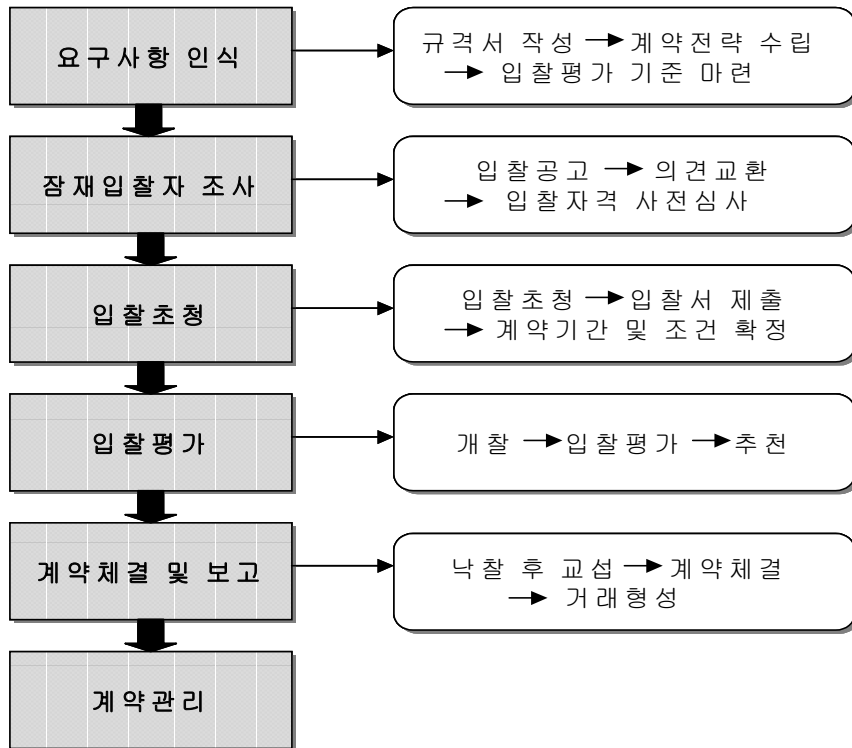 요구사항 인식
규격서 작성 → 계약전략 수립
→ 입찰평가 기준 마련
잠재입찰자 조사
입찰공고 → 의견교환
→ 입찰자격 사전심사
입찰초청
입찰초청 → 입찰서 제출
→ 계약기간 및 조건 확정
입찰평가
개찰 → 입찰평가 → 추천
계약체결 및 보고
낙찰 후 교섭 → 계약체결
→ 거래형성
계약관리